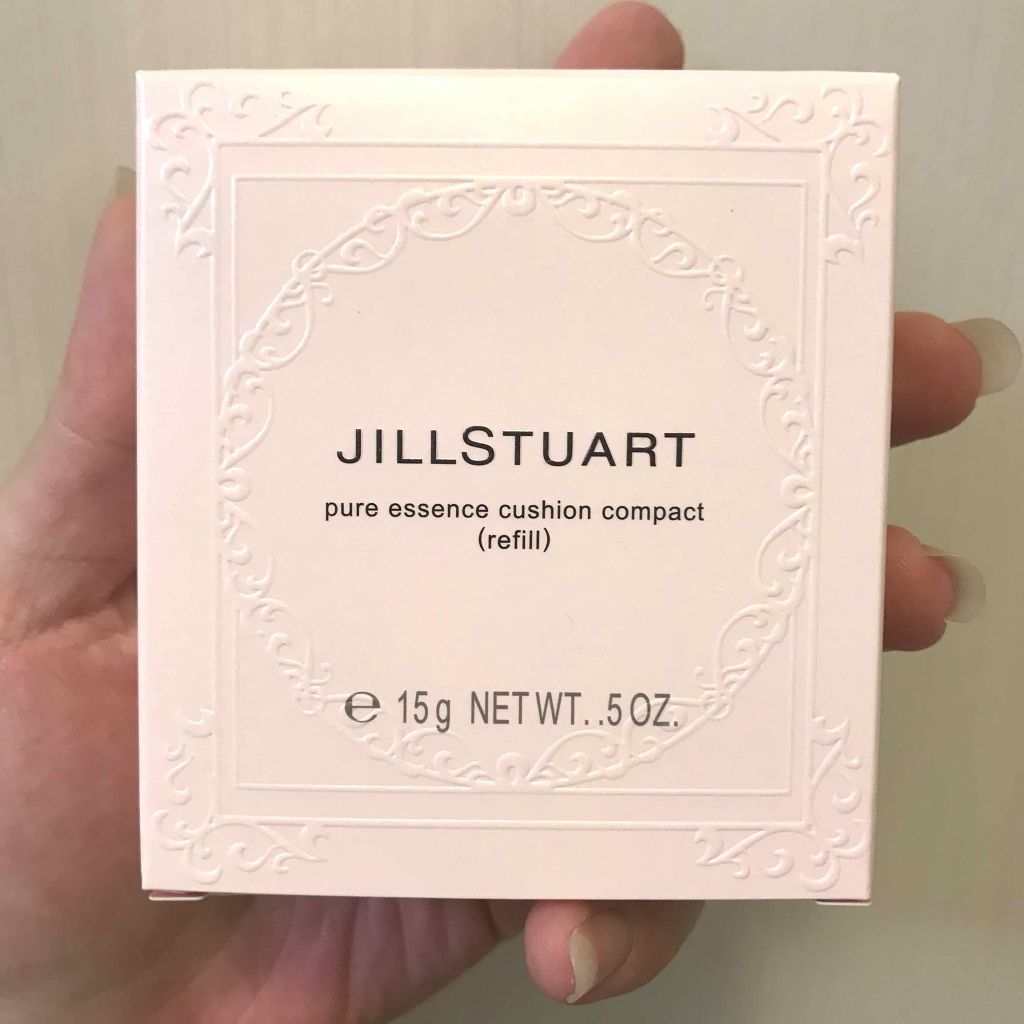 JILLSTUART
pure essence cushion compact
(refill)
℮ 15g NET WT. .5 OZ.